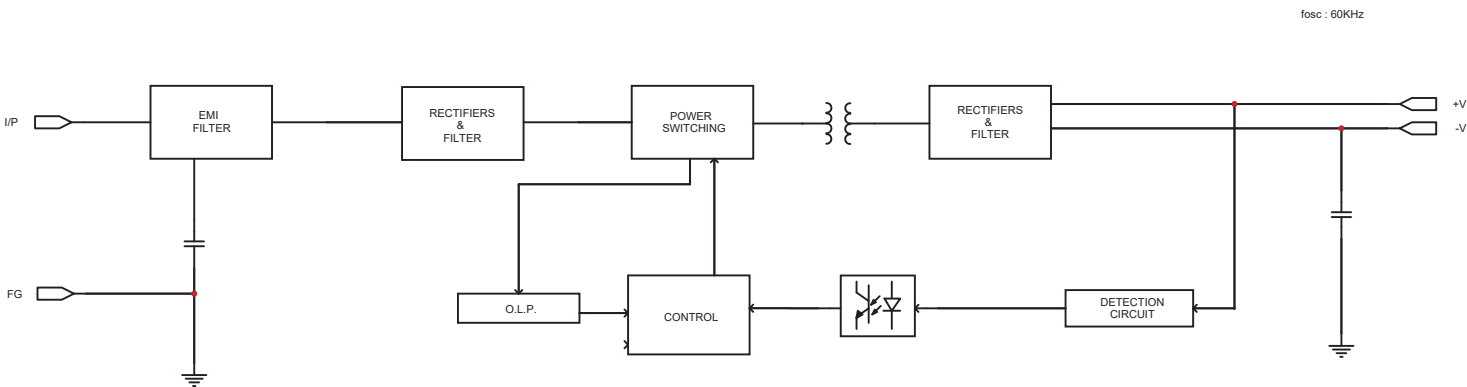 fosc : 60KHz
I/P
EMI
FILTER
RECTIFIERS
&
FILTER
POWER
SWITCHING
RECTIFIERS
&
FILTER
+V
-V
FG
O.L.P.
CONTROL
DETECTION
CIRCUIT